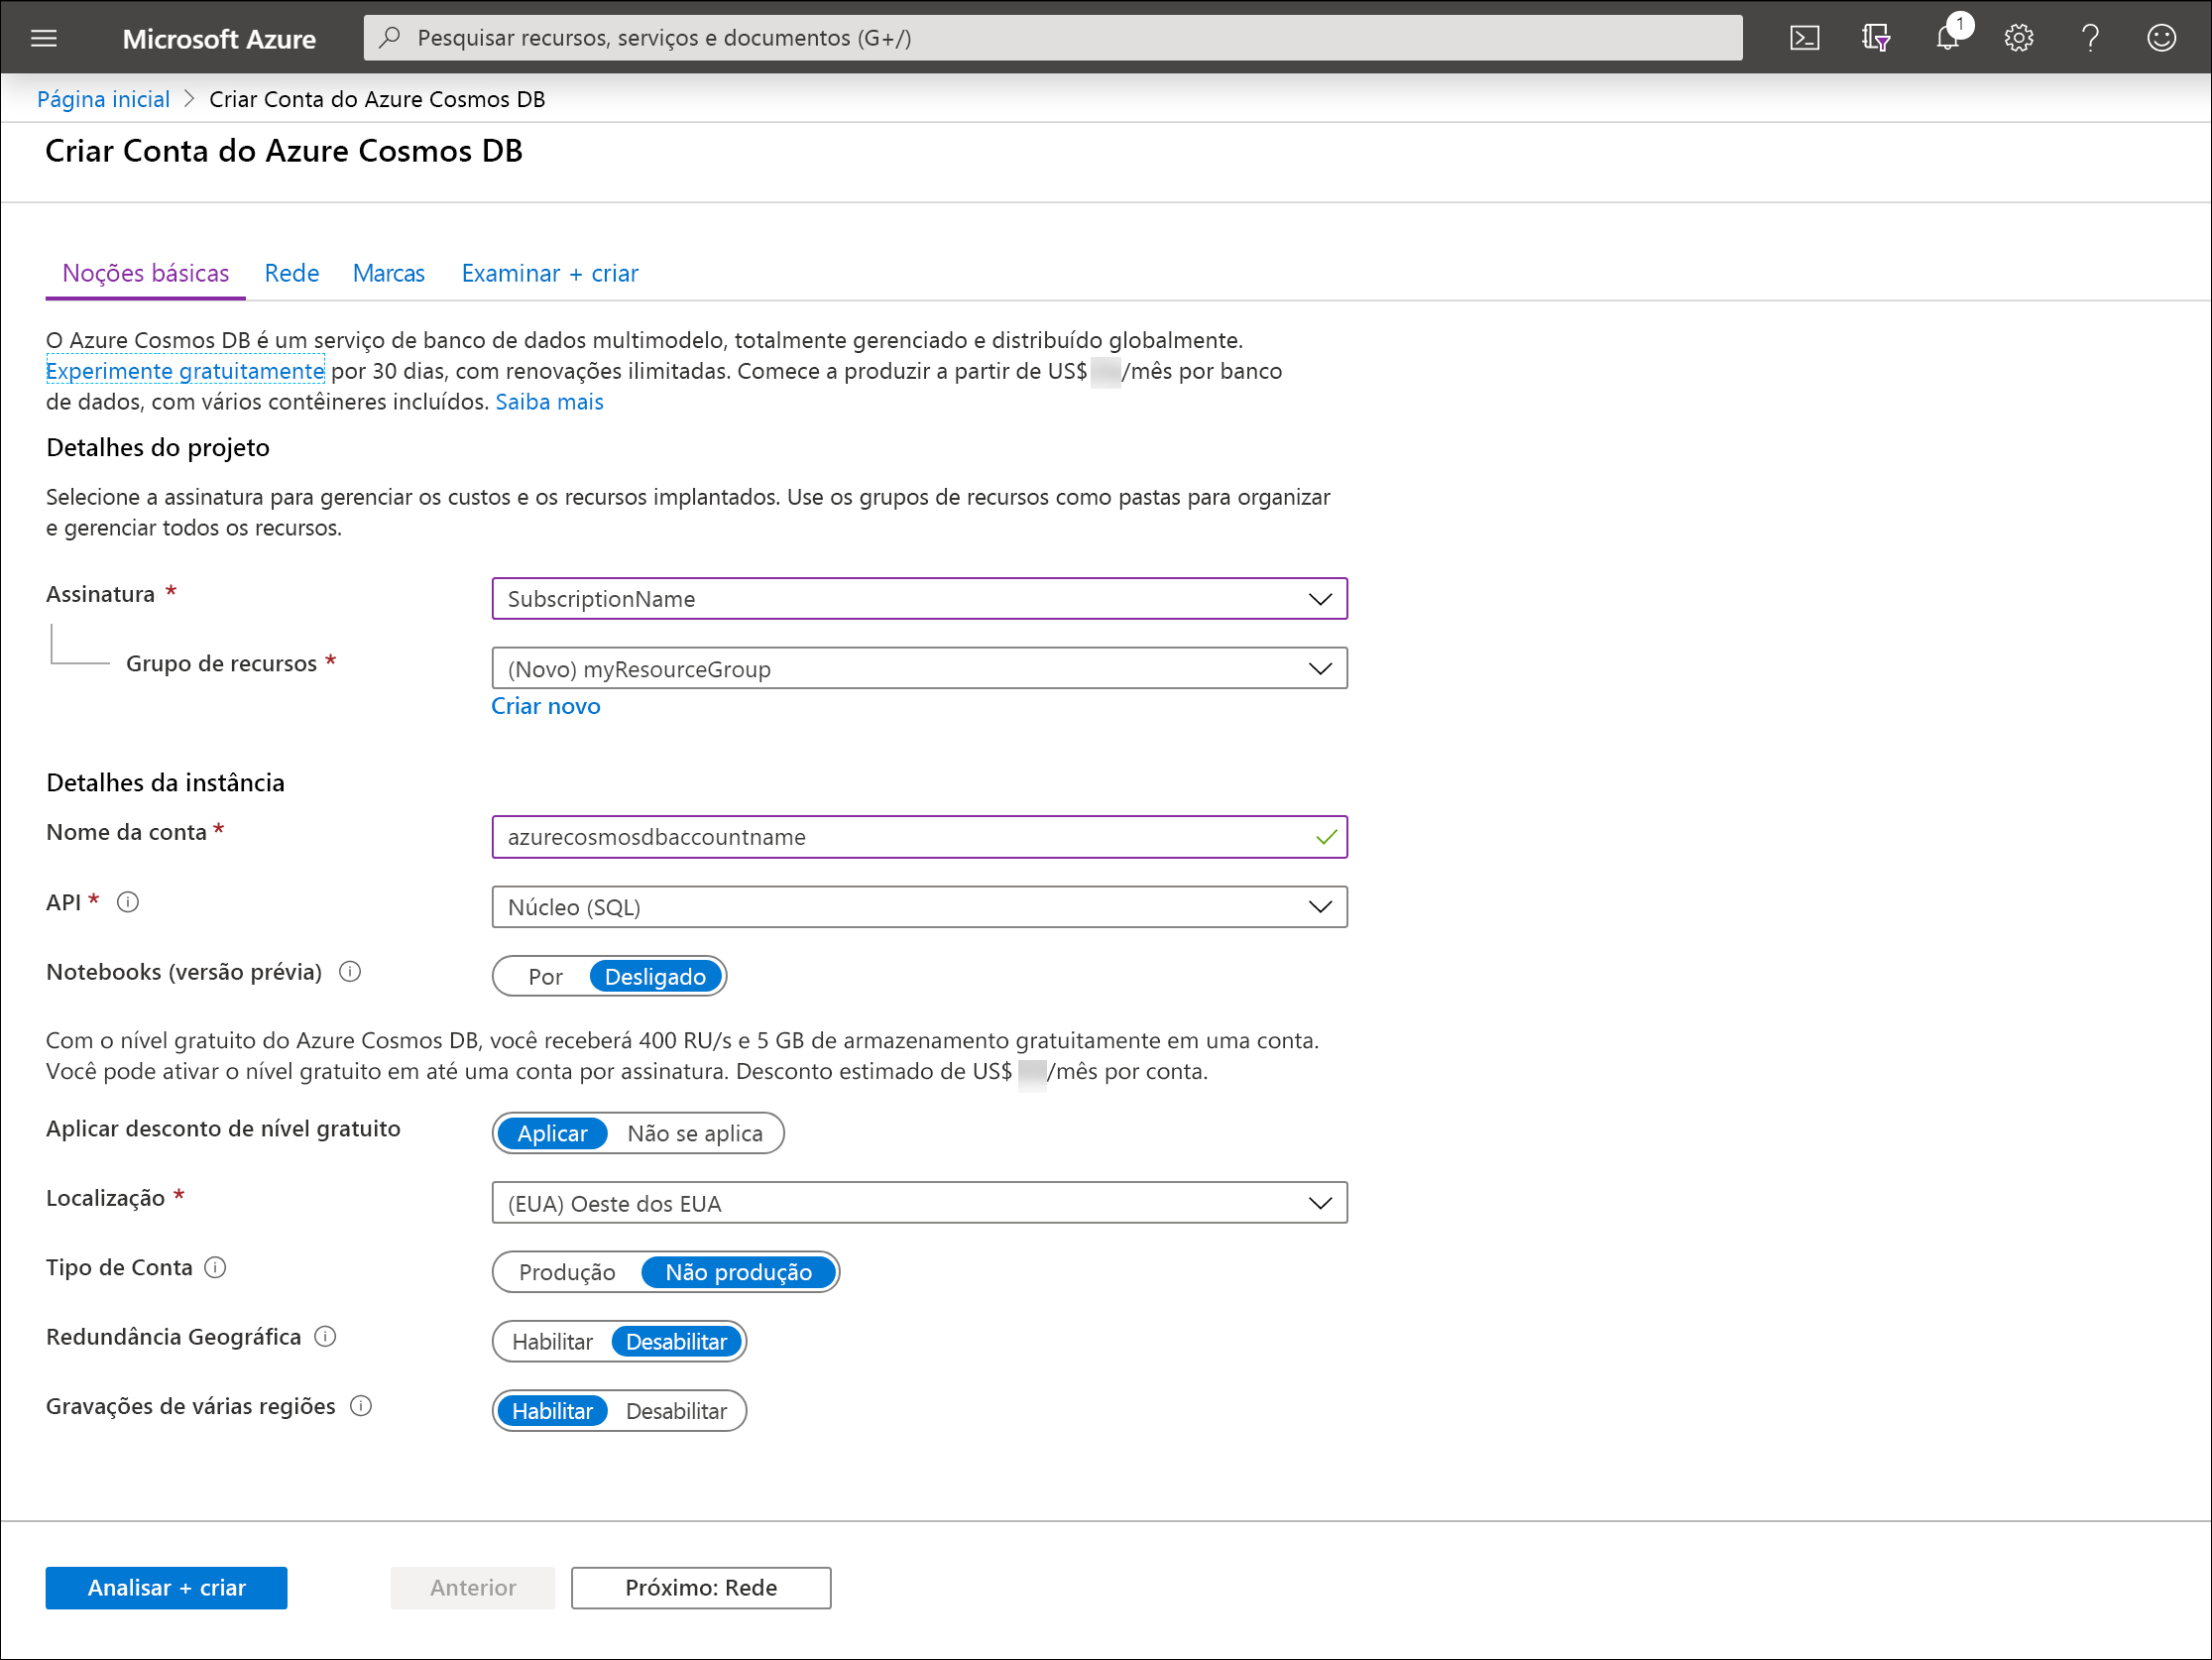 Microsoft Azure
Pesquisar recursos, serviços e documentos (G+/)
1
Página inicial > Criar Conta do Azure Cosmos DB
Criar Conta do Azure Cosmos DB
Noções básicas Rede Marcas Examinar + criar
O Azure Cosmos DB é um serviço de banco de dados multimodelo, totalmente gerenciado e distribuído globalmente.
Experimente gratuitamente por 30 dias, com renovações ilimitadas. Comece a produzir a partir de US$ /mês por banco
de dados, com vários contêineres incluídos. Saiba mais
Detalhes do projeto
Selecione a assinatura para gerenciar os custos e os recursos implantados. Use os grupos de recursos como pastas para organizar
e gerenciar todos os recursos.
Assinatura * SubscriptionName
Grupo de recursos * (Novo) myResourceGroup
Criar novo
Detalhes da instância
Nome da conta * azurecosmosdbaccountname
API * Núcleo (SQL)
Notebooks (versão prévia) Por Desligado
Com o nível gratuito do Azure Cosmos DB, você receberá 400 RU/s e 5 GB de armazenamento gratuitamente em uma conta.
Você pode ativar o nível gratuito em até uma conta por assinatura. Desconto estimado de US$ /mês por conta.
Aplicar desconto de nível gratuito Aplicar Não se aplica
Localização * (EUA) Oeste dos EUA
Tipo de Conta Produção Não produção
Redundância Geográfica Habilitar Desabilitar
Gravações de várias regiões Habilitar Desabilitar
Analisar + criar Anterior Próximo: Rede